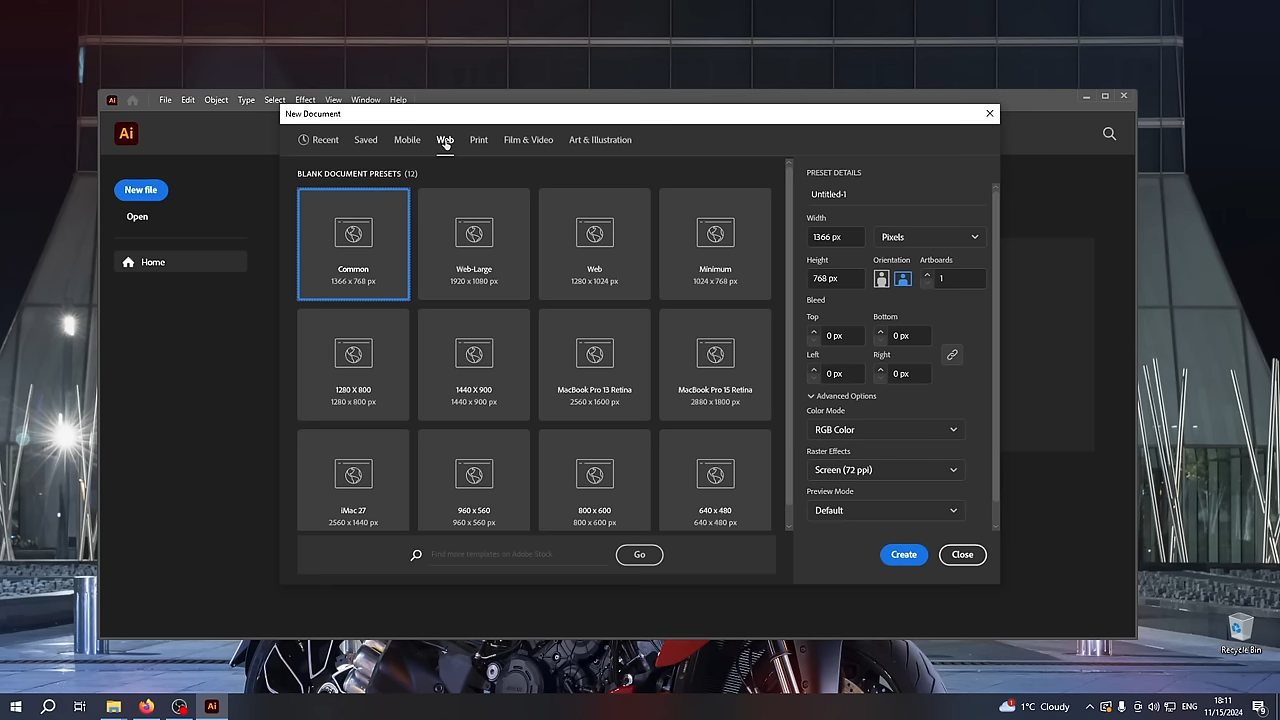 Ai File Edit Object Type Select Effect View Window Help
New Document
Ai
Recent Saved Mobile Web Print Film & Video Art & Illustration
New file
Open
Home
BLANK DOCUMENT PRESETS (12)
Common
1366 x 768 px
Web-Large
1920 x 1080 px
Web
1280 x 1024 px
Minimum
1024 x 768 px
1280 X 800
1280 x 800 px
1440 X 900
1440 x 900 px
MacBook Pro 13 Retina
2560 x 1600 px
MacBook Pro 15 Retina
2880 x 1800 px
iMac 27
2560 x 1440 px
960 x 560
960 x 560 px
800 x 600
800 x 600 px
640 x 480
640 x 480 px
Find more templates on Adobe Stock
Go
PRESET DETAILS
Untitled-1
Width
1366 px Pixels
Height Orientation Artboards
768 px 1
Bleed
Top Bottom
0 px 0 px
Left Right
0 px 0 px
Advanced Options
Color Mode
RGB Color
Raster Effects
Screen (72 ppi)
Preview Mode
Default
Create Close
Recycle Bin
Ai
1°C Cloudy
ENG
18:11
11/15/2024